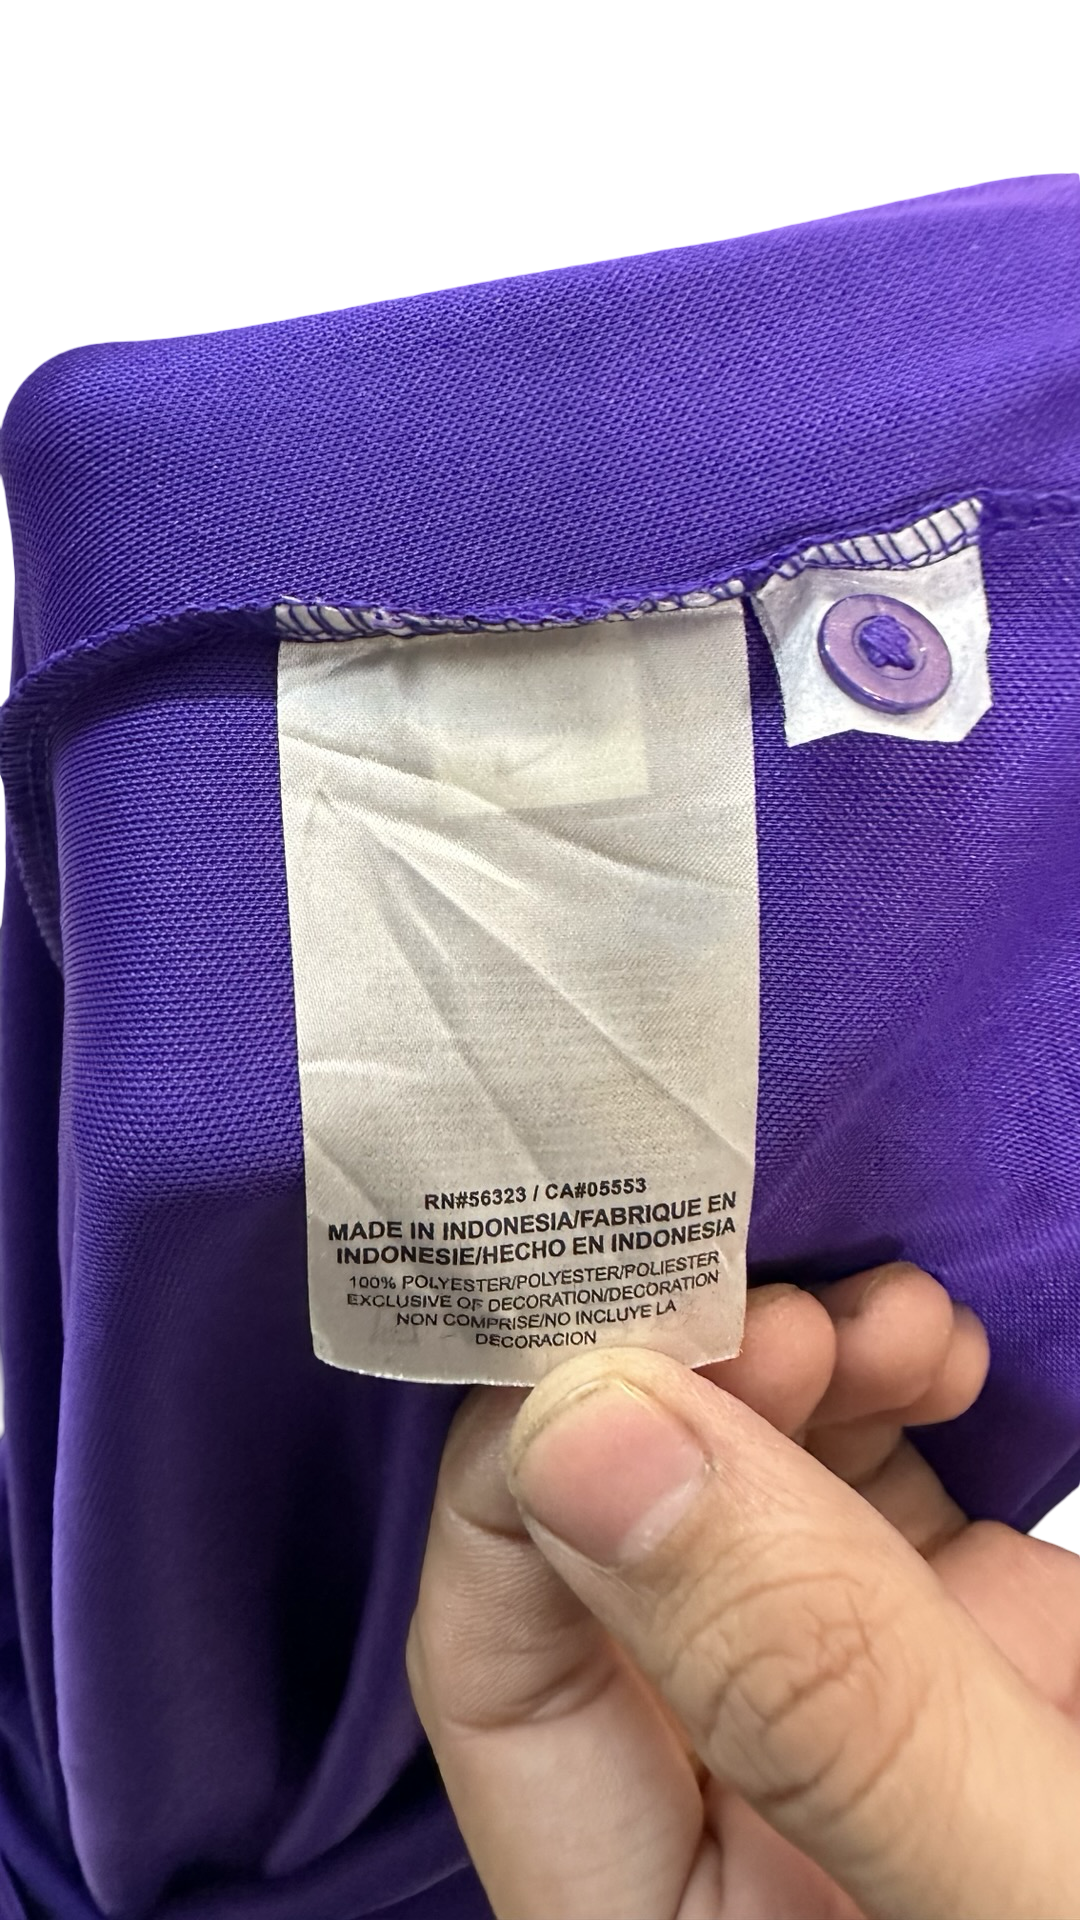 RN#56323 / CA#05553
MADE IN INDONESIA/FABRIQUE EN
INDONESIE/HECHO EN INDONESIA
100% POLYESTER/POLYESTER/POLIESTER
EXCLUSIVE OF DECORATION/DECORATION
NON COMPRISE/NO INCLUYE LA
DECORACION